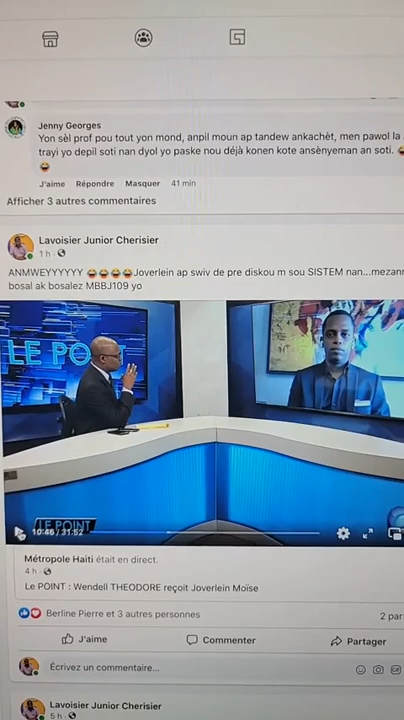 Jenny Georges
Yon sèl prof pou tout yon mond, anpil moun ap tandew ankachèt, men pawol la
trayi yo depil soti nan dyol yo paske nou déjà konen kote ansènyeman an soti. 😂
😂
J'aime Répondre Masquer 41 min
Afficher 3 autres commentaires
Lavoisier Junior Cherisier
1 h
ANMWEYYYYYY 😂😂😂😂Joverlein ap swiv de pre diskou m sou SISTEM nan...mezanm
bosal ak bosalez MBBJ109 yo
LE PO
LE POINT
10:46 / 31:52
Métropole Haiti était en direct.
4 h
Le POINT : Wendell THEODORE reçoit Joverlein Moïse
Berline Pierre et 3 autres personnes
2 par
J'aime Commenter Partager
Écrivez un commentaire...
GIF
Lavoisier Junior Cherisier
5 h